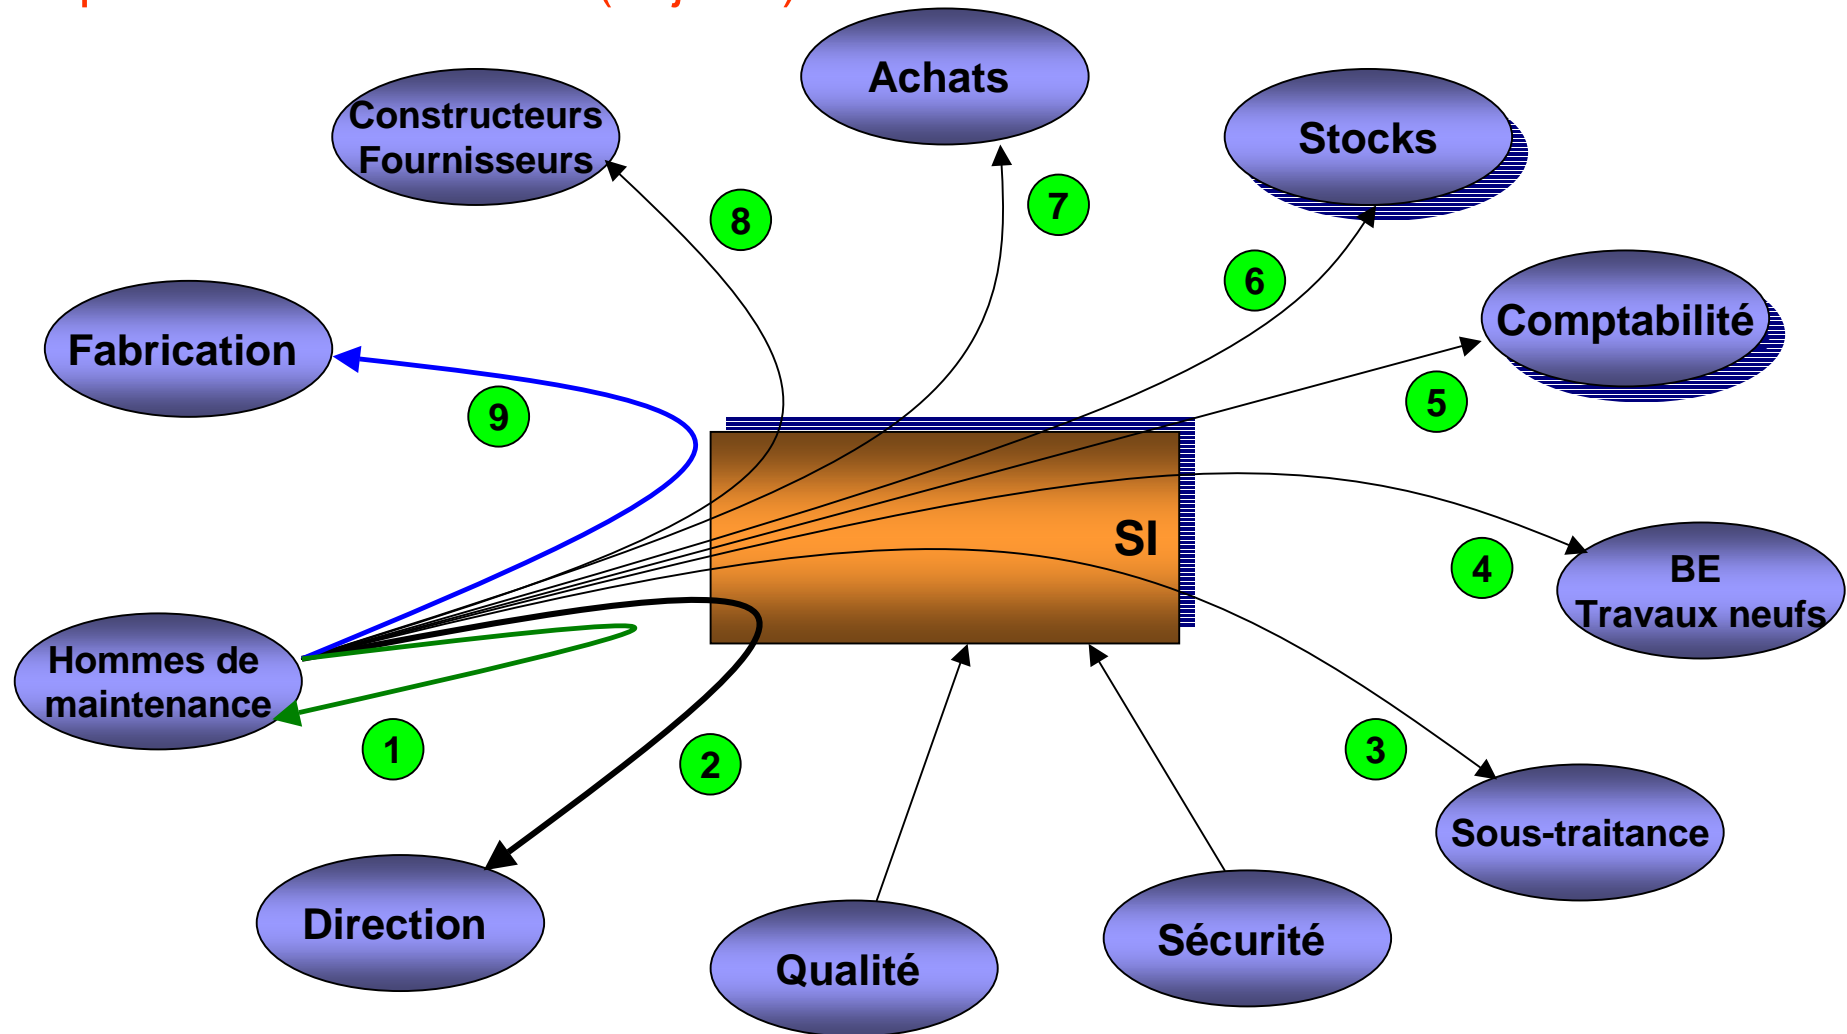 Achats
Constructeurs
Fournisseurs
Stocks
8
7
6
Comptabilité
Fabrication
9
5
SI
4
BE
Travaux neufs
Hommes de
maintenance
1
2
3
Sous-traitance
Direction
Qualité
Sécurité